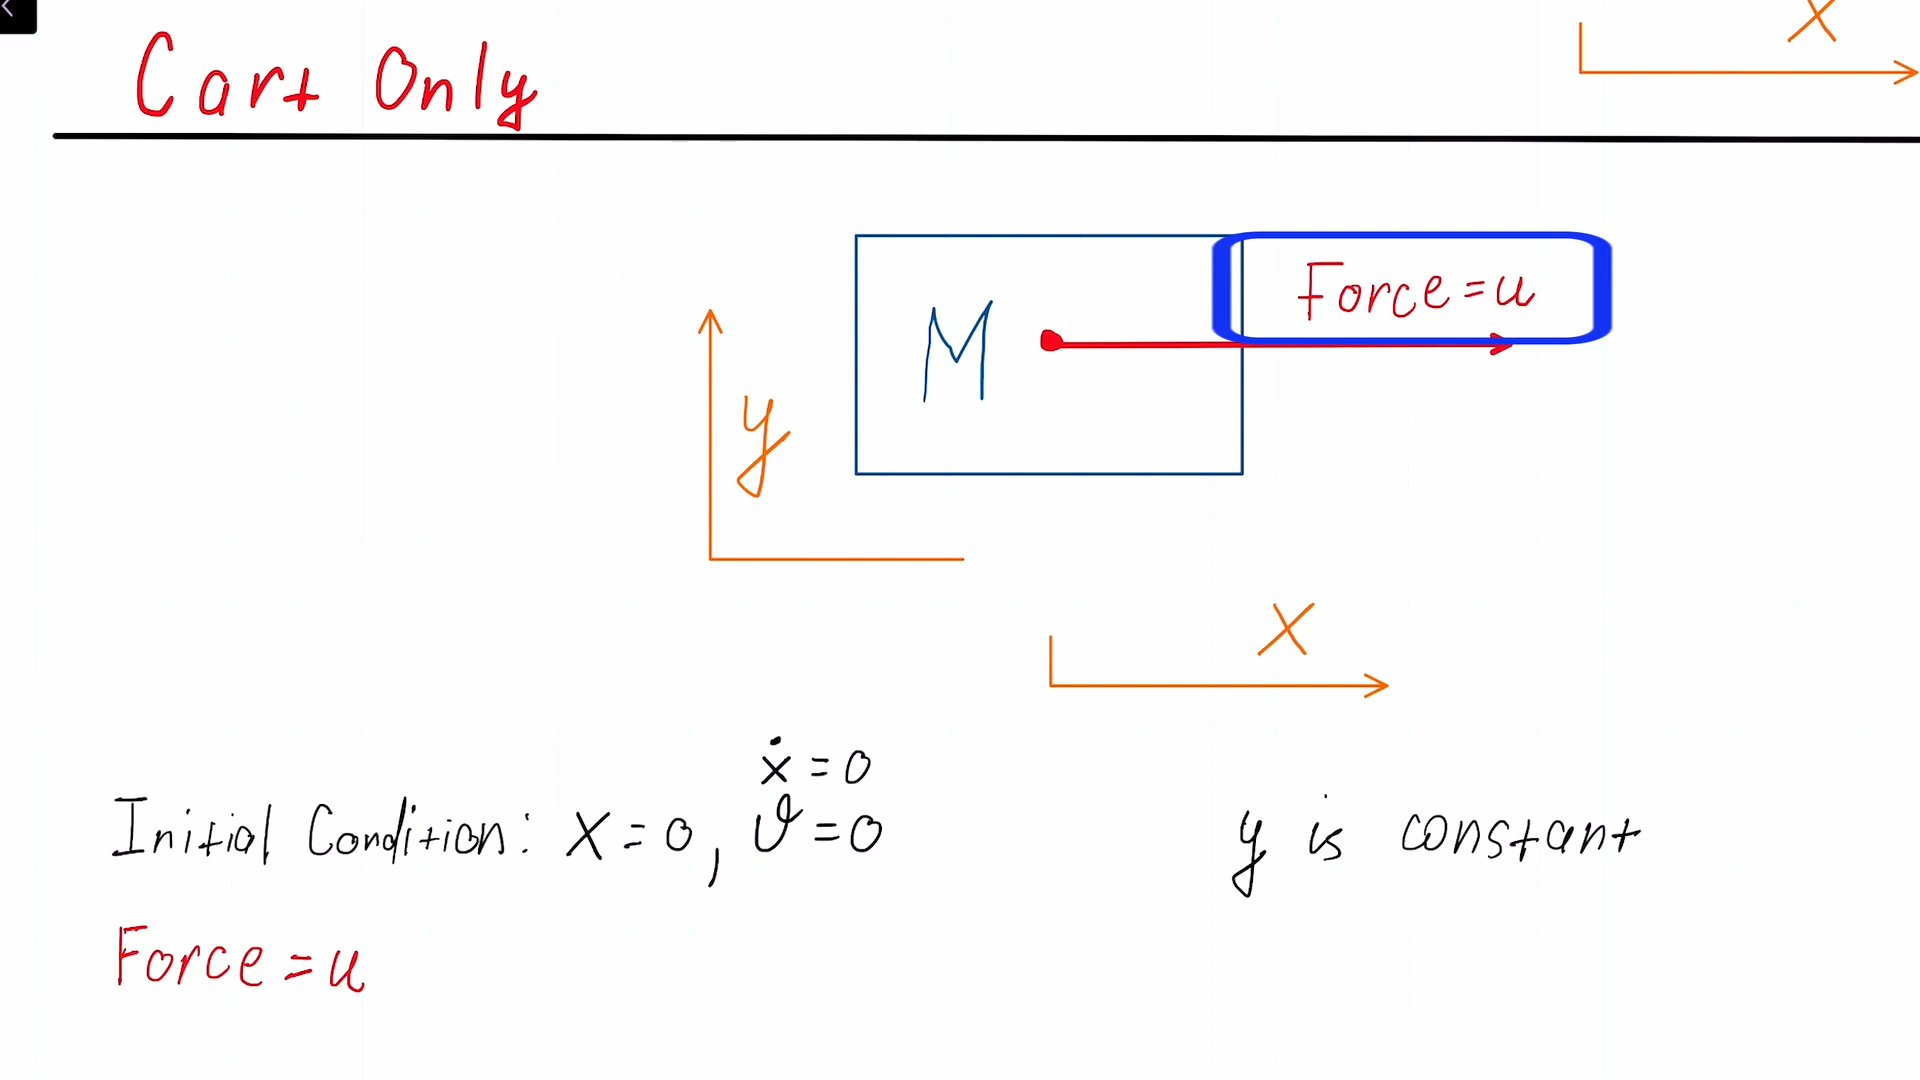 X
Cart Only
Force = u
M
y
X
ẋ = 0
Initial Condition: X = 0, ϑ = 0
y is constant
Force = u